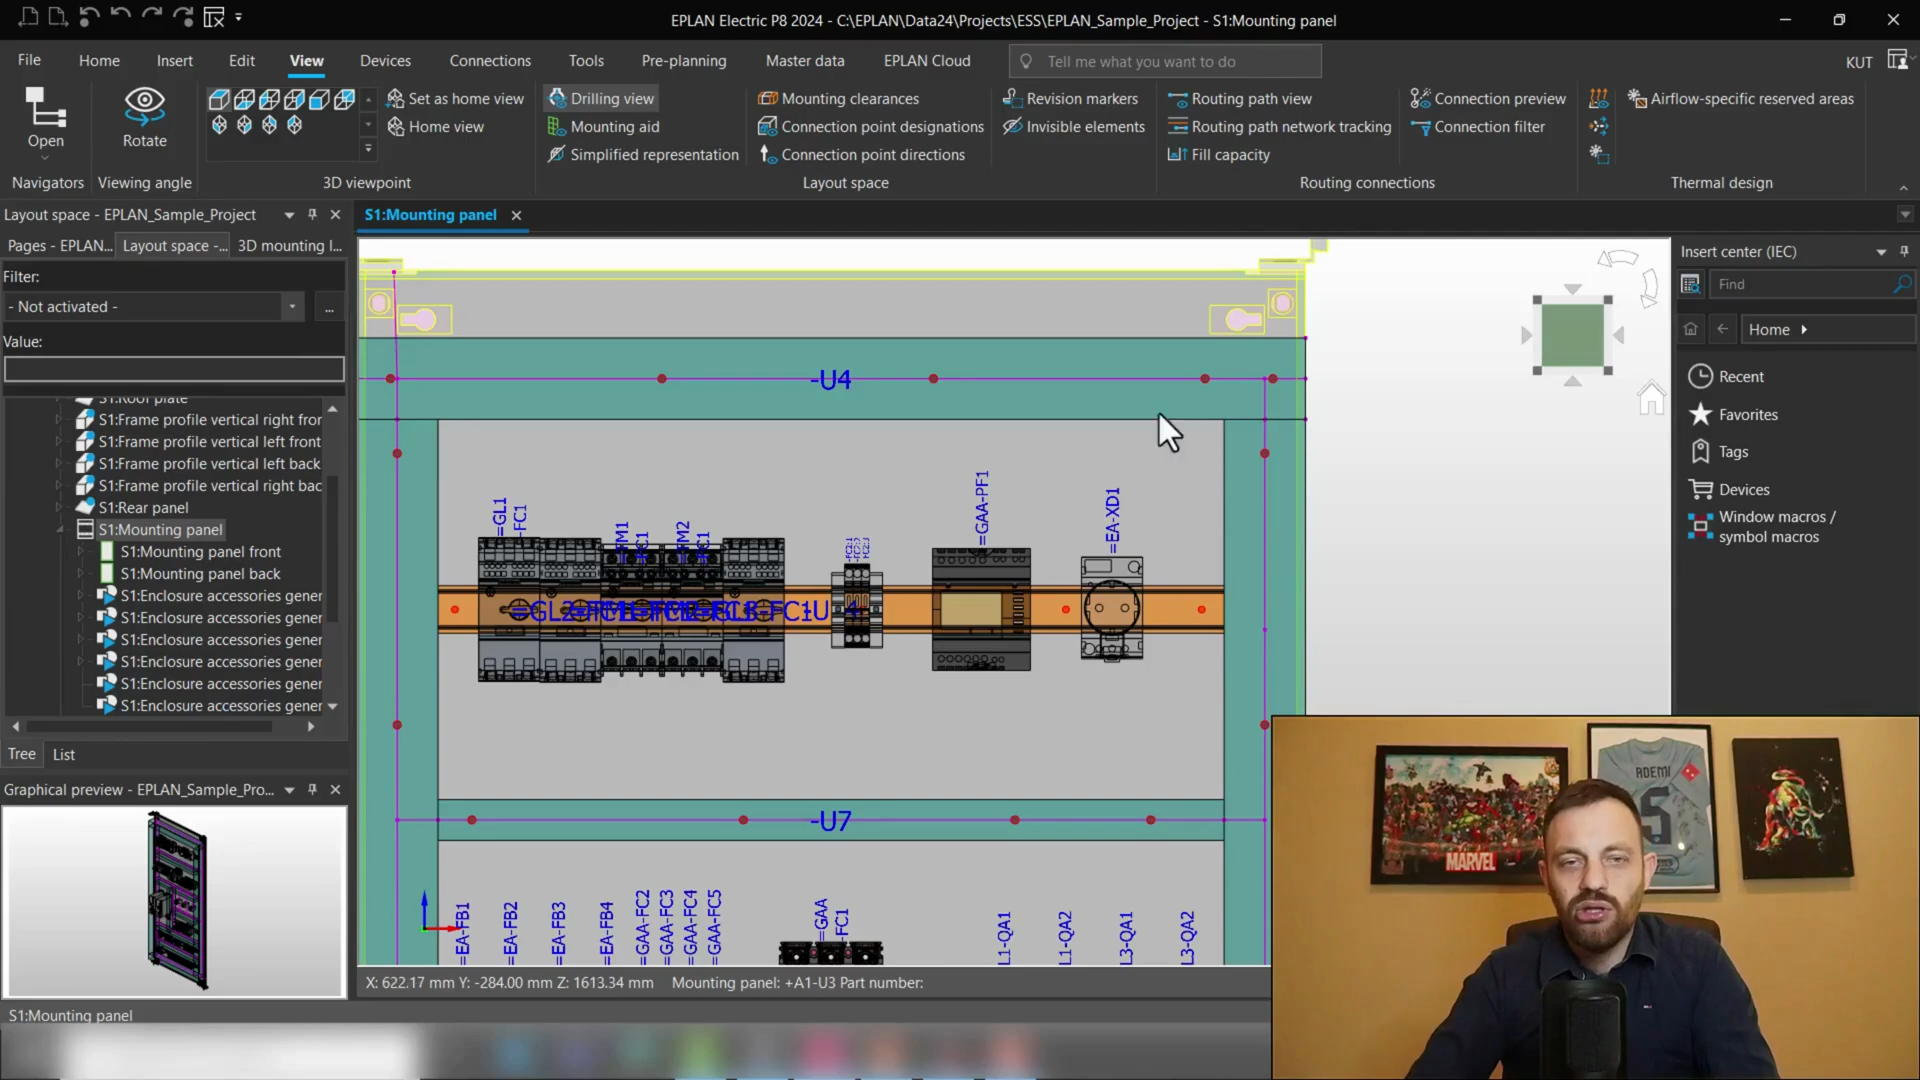 EPLAN Electric P8 2024 - C:\EPLAN\Data24\Projects\ESS\EPLAN_Sample_Project - S1:Mounting panel
File
Home
Insert
Edit
View
Devices
Connections
Tools
Pre-planning
Master data
EPLAN Cloud
Tell me what you want to do
KUT
Open
Rotate
Set as home view
Home view
Drilling view
Mounting aid
Simplified representation
Mounting clearances
Connection point designations
Connection point directions
Revision markers
Invisible elements
Routing path view
Routing path network tracking
Fill capacity
Connection preview
Connection filter
Airflow-specific reserved areas
Navigators
Viewing angle
3D viewpoint
Layout space
Routing connections
Thermal design
Layout space - EPLAN_Sample_Project
Pages - EPLAN...
Layout space -...
3D mounting l...
Filter:
- Not activated -
...
Value:
S1:Frame profile vertical right fror
S1:Frame profile vertical left front
S1:Frame profile vertical left back
S1:Frame profile vertical right bac
S1:Rear panel
S1:Mounting panel
S1:Mounting panel front
S1:Mounting panel back
S1:Enclosure accessories gener
S1:Enclosure accessories gener
S1:Enclosure accessories gener
S1:Enclosure accessories gener
S1:Enclosure accessories gener
S1:Enclosure accessories gener
Tree
List
Graphical preview - EPLAN_Sample_Pro...
S1:Mounting panel
S1:Mounting panel
-U4
=GL1
-FC1
=GAA-PF1
=EA-XD1
-U7
=EA-FB1
=EA-FB2
=EA-FB3
=EA-FB4
=GAA-FC2
=GAA-FC3
=GAA-FC4
=GAA-FC5
=GAA
-FC1
L1-QA1
L1-QA2
L3-QA1
L3-QA2
X: 622.17 mm Y: -284.00 mm Z: 1613.34 mm
Mounting panel: +A1-U3 Part number:
Insert center (IEC)
Find
Home
Recent
Favorites
Tags
Devices
Window macros /
symbol macros
MARVEL
ADEMI
5